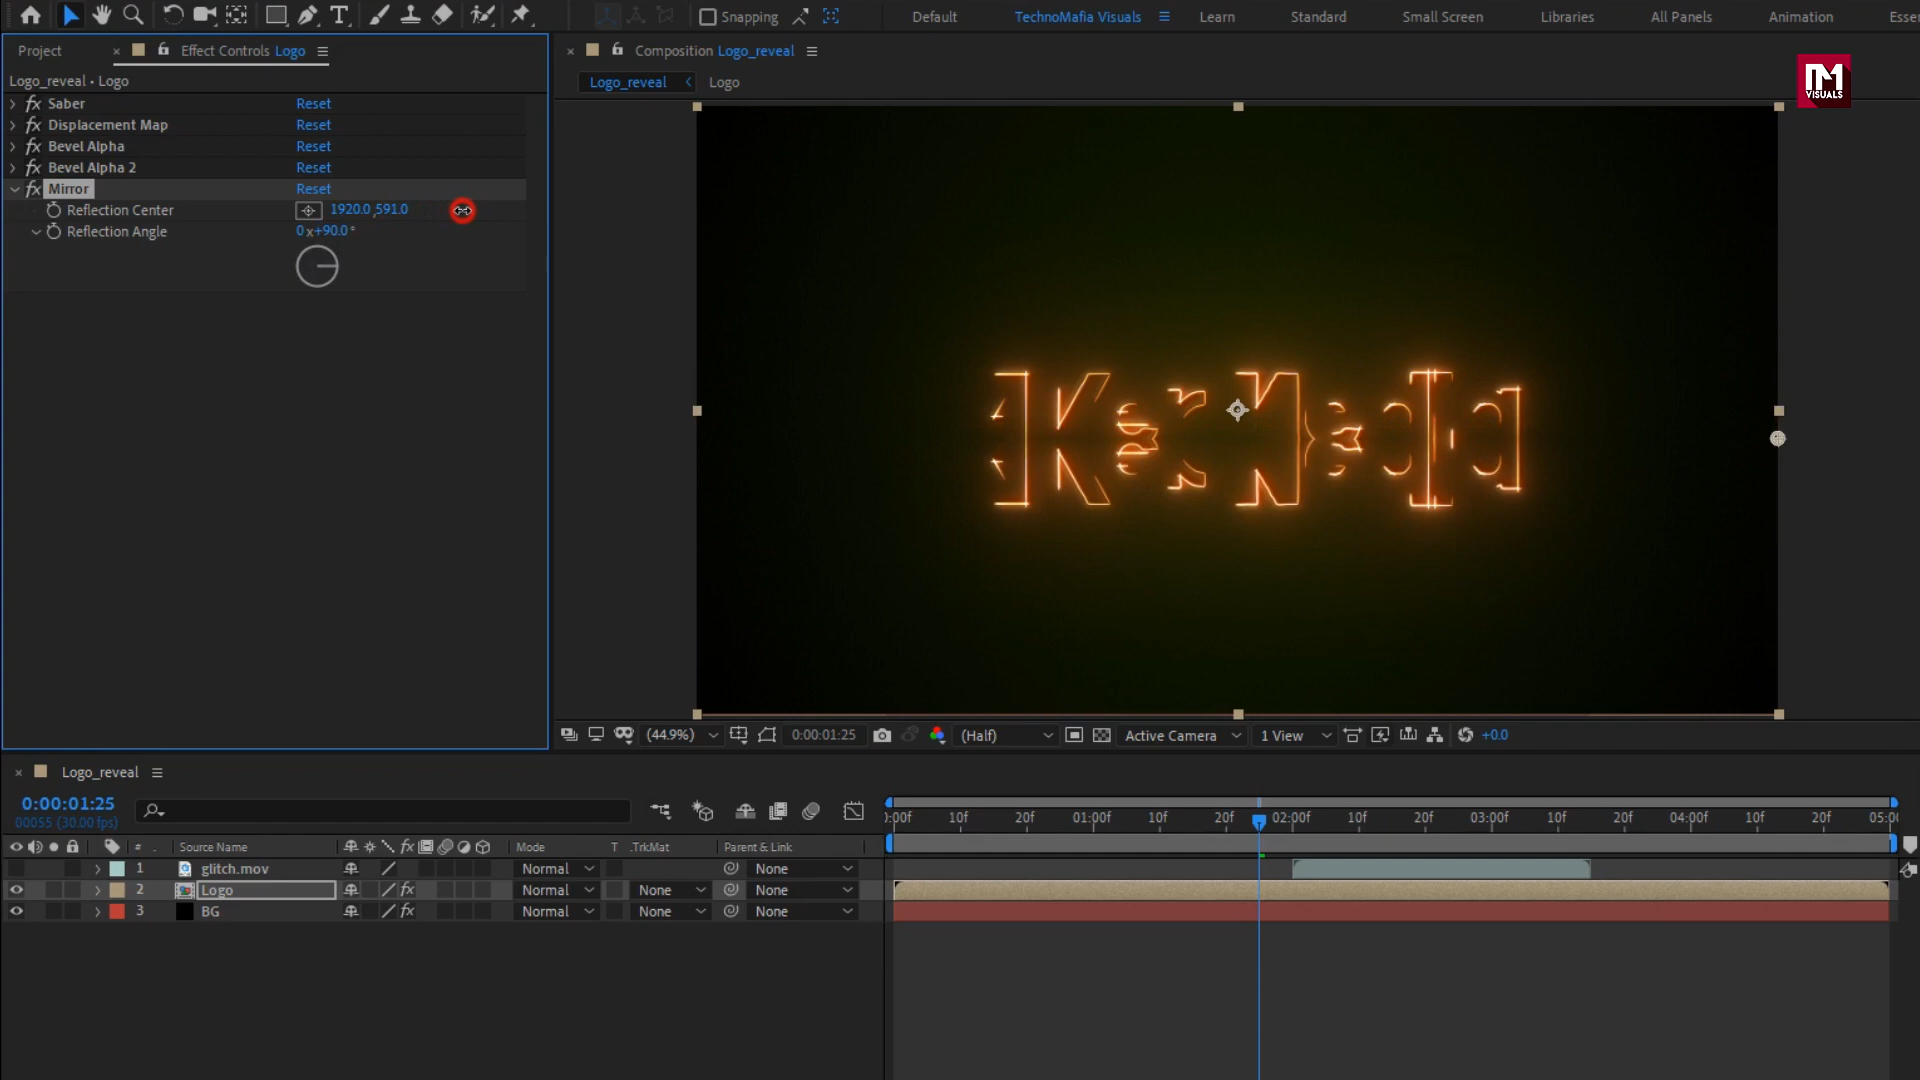 Snapping
Default
TechnoMafia Visuals
Learn
Standard
Small Screen
Libraries
All Panels
Animation
Esse
Project
Effect Controls Logo
Composition Logo_reveal
Logo_reveal • Logo
Logo_reveal
Logo
VISUALS
Saber Reset
Displacement Map Reset
Bevel Alpha Reset
Bevel Alpha 2 Reset
Mirror Reset
Reflection Center 1920.0 ,591.0
Reflection Angle 0 x+90.0 °
(44.9%)
0:00:01:25
(Half)
Active Camera
1 View
+0.0
Logo_reveal
0:00:01:25
00055 (30.00 fps)
):00f 10f 20f 01:00f 10f 20f 02:00f 10f 20f 03:00f 10f 20f 04:00f 10f 20f 05:0
# Source Name Mode T .TrkMat Parent & Link
1 glitch.mov Normal None
2 Logo Normal None None
3 BG Normal None None